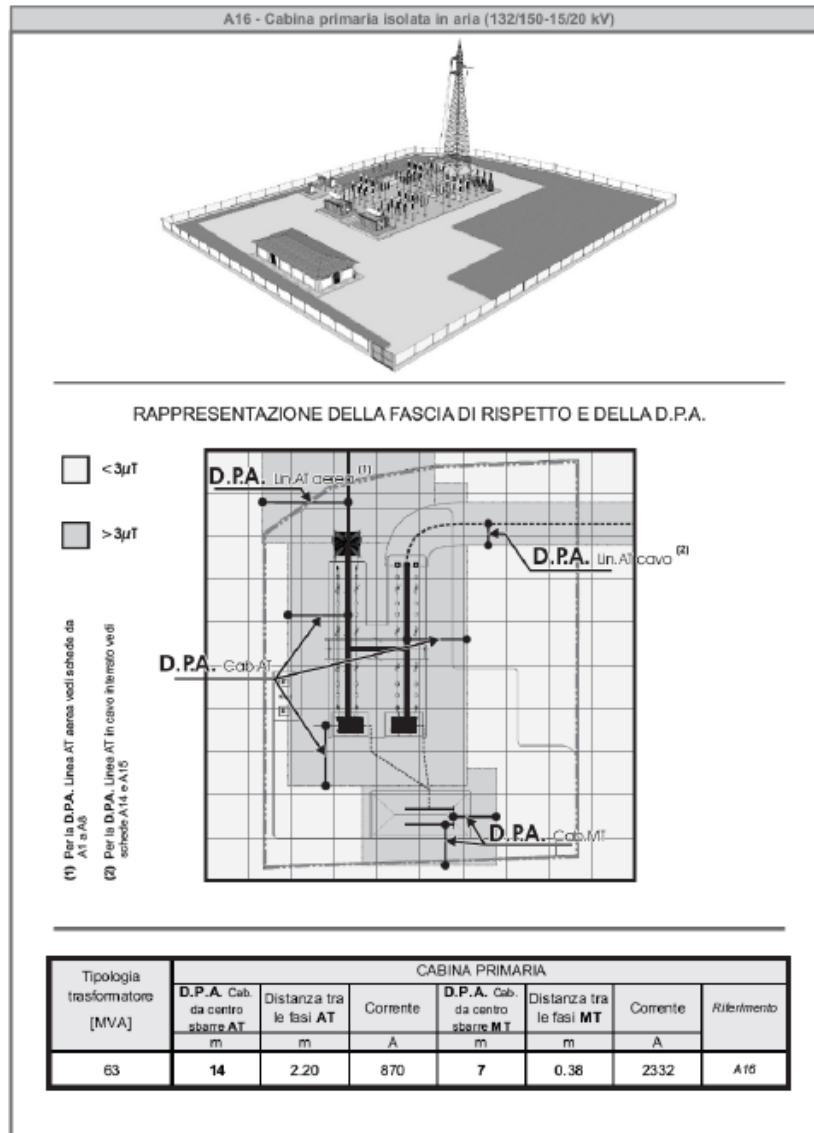 A16 - Cabina primaria isolata in aria (132/150-15/20 kV)
RAPPRESENTAZIONE DELLA FASCIA DI RISPETTO E DELLA D.P.A.
<3μT
>3μT
D.P.A. Lin.AT aerea (1)
D.P.A. Lin.AT cavo (2)
D.P.A. Cab.AT
D.P.A. Cab.MT
(1) Per la D.P.A. Linea AT aerea vedi schede da
A1 a A8
(2) Per la D.P.A. Linea AT in cavo interrato vedi
schede A14 e A15
Tipologia
trasformatore
[MVA]
CABINA PRIMARIA
D.P.A. Cab.
da centro
sbarre AT
Distanza tra
le fasi AT
Corrente
D.P.A. Cab.
da centro
sbarre MT
Distanza tra
le fasi MT
Corrente
Riferimento
m m A m m A
63 14 2.20 870 7 0.38 2332 A16